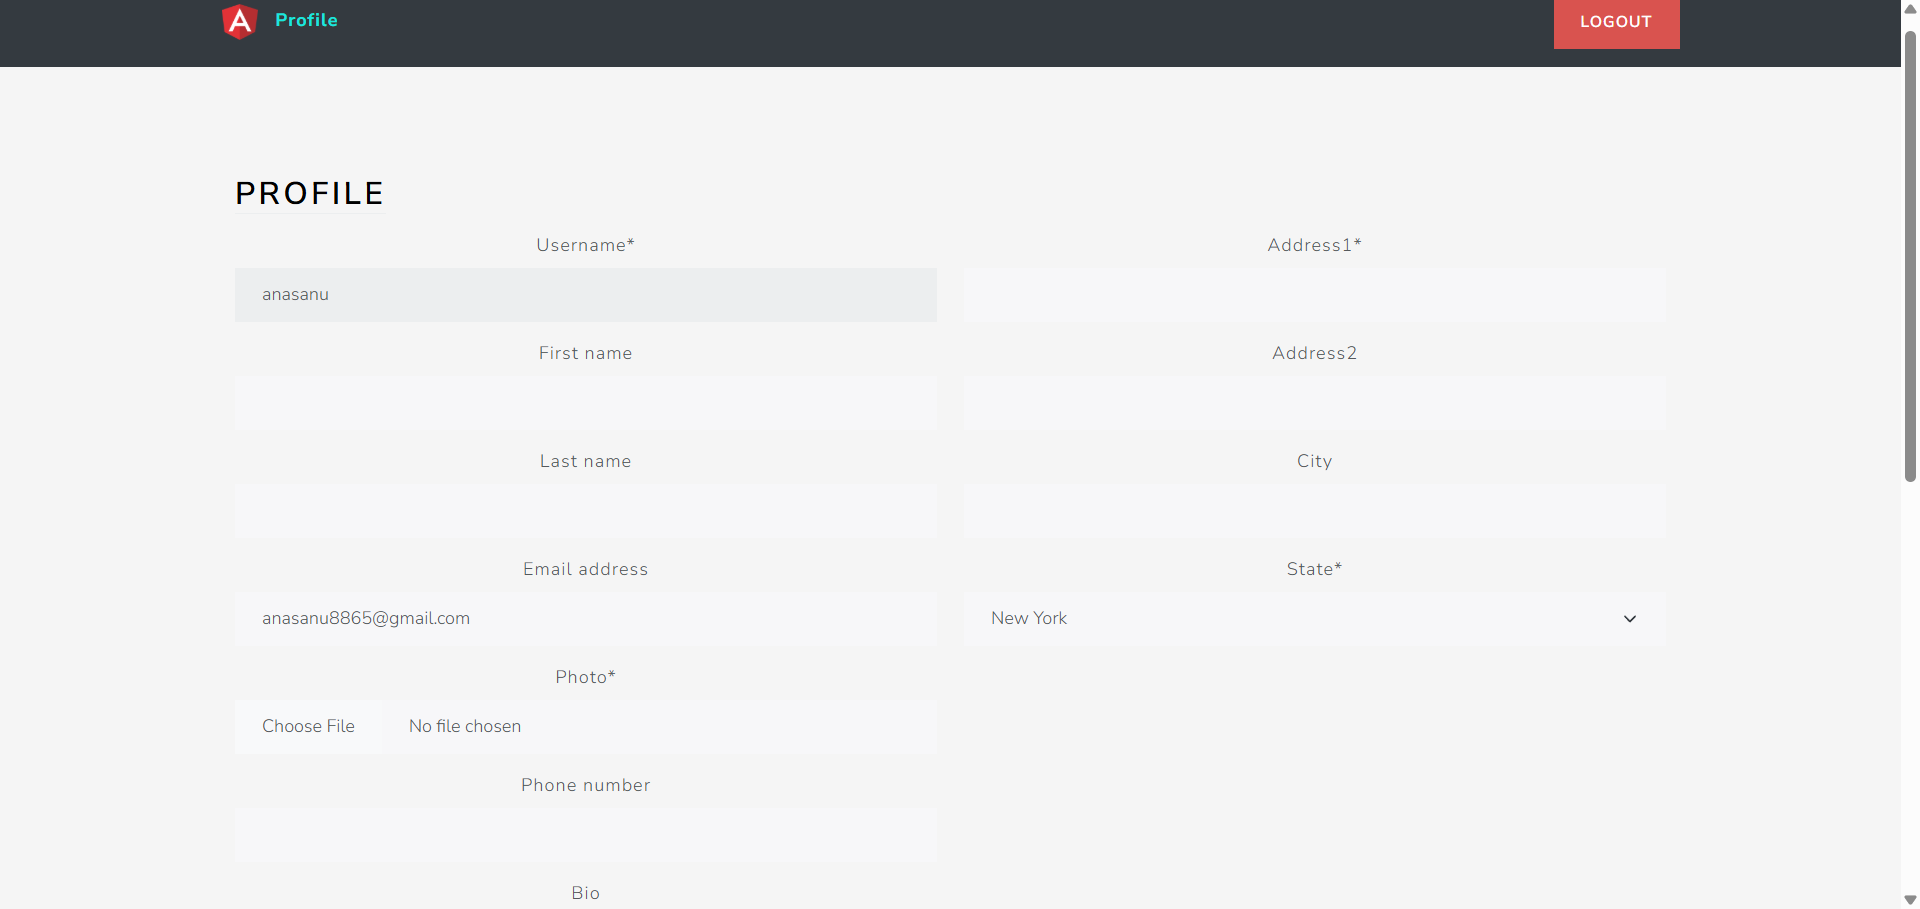 Profile
LOGOUT
PROFILE
Username*
anasanu
First name
Last name
Email address
anasanu8865@gmail.com
Photo*
Choose File No file chosen
Phone number
Bio
Address1*
Address2
City
State*
New York